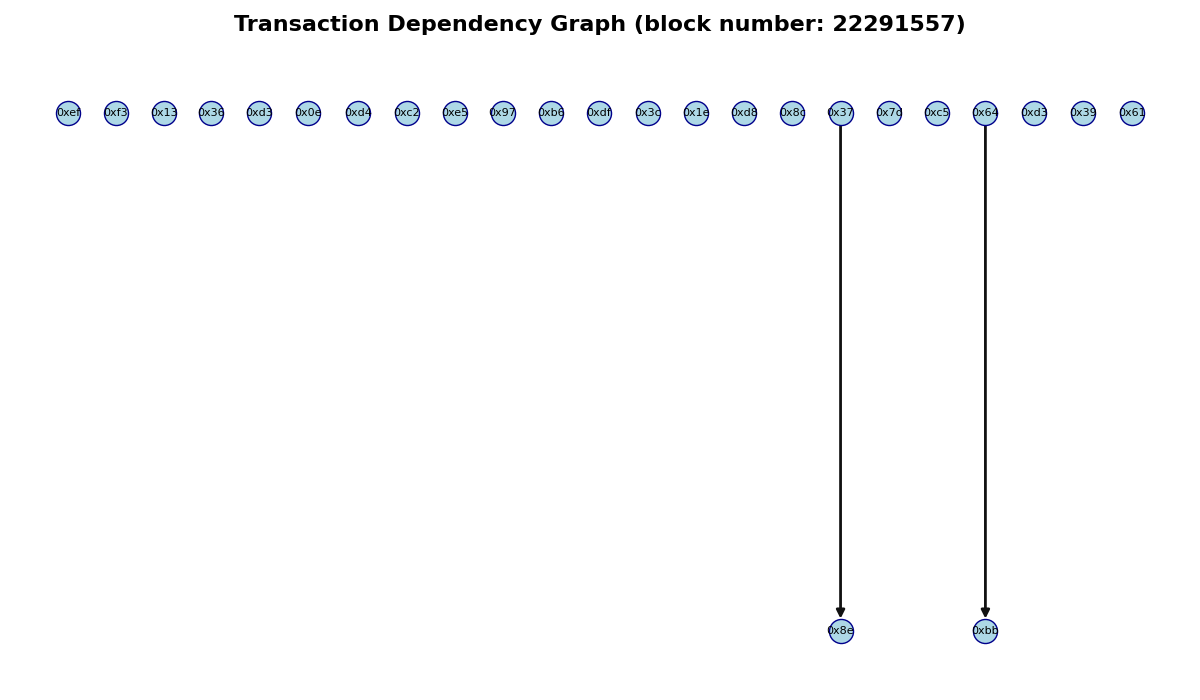 Transaction Dependency Graph (block number: 22291557)
0xef 0xf3 0x13 0x36 0xd3 0x0e 0xd4 0xc2 0xe5 0x97 0xb6 0xdf 0x3c 0x1e 0xd8 0x8c 0x37 0x7d 0xc5 0x64 0xd3 0x39 0x61
0x8e 0xbb